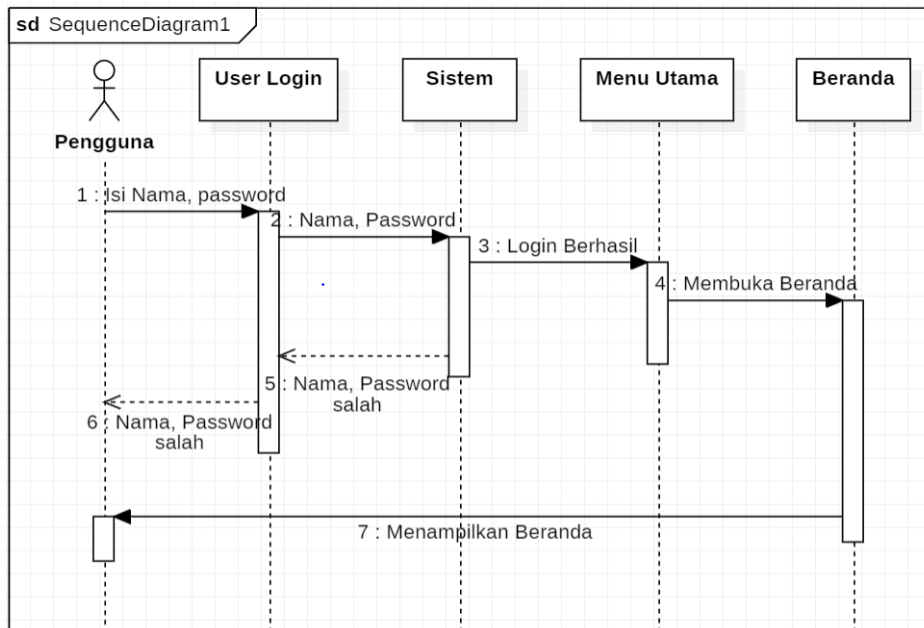 sd SequenceDiagram1
User Login
Sistem
Menu Utama
Beranda
Pengguna
1 : Isi Nama, password
2 : Nama, Password
3 : Login Berhasil
4 : Membuka Beranda
5 : Nama, Password
salah
6 : Nama, Password
salah
7 : Menampilkan Beranda